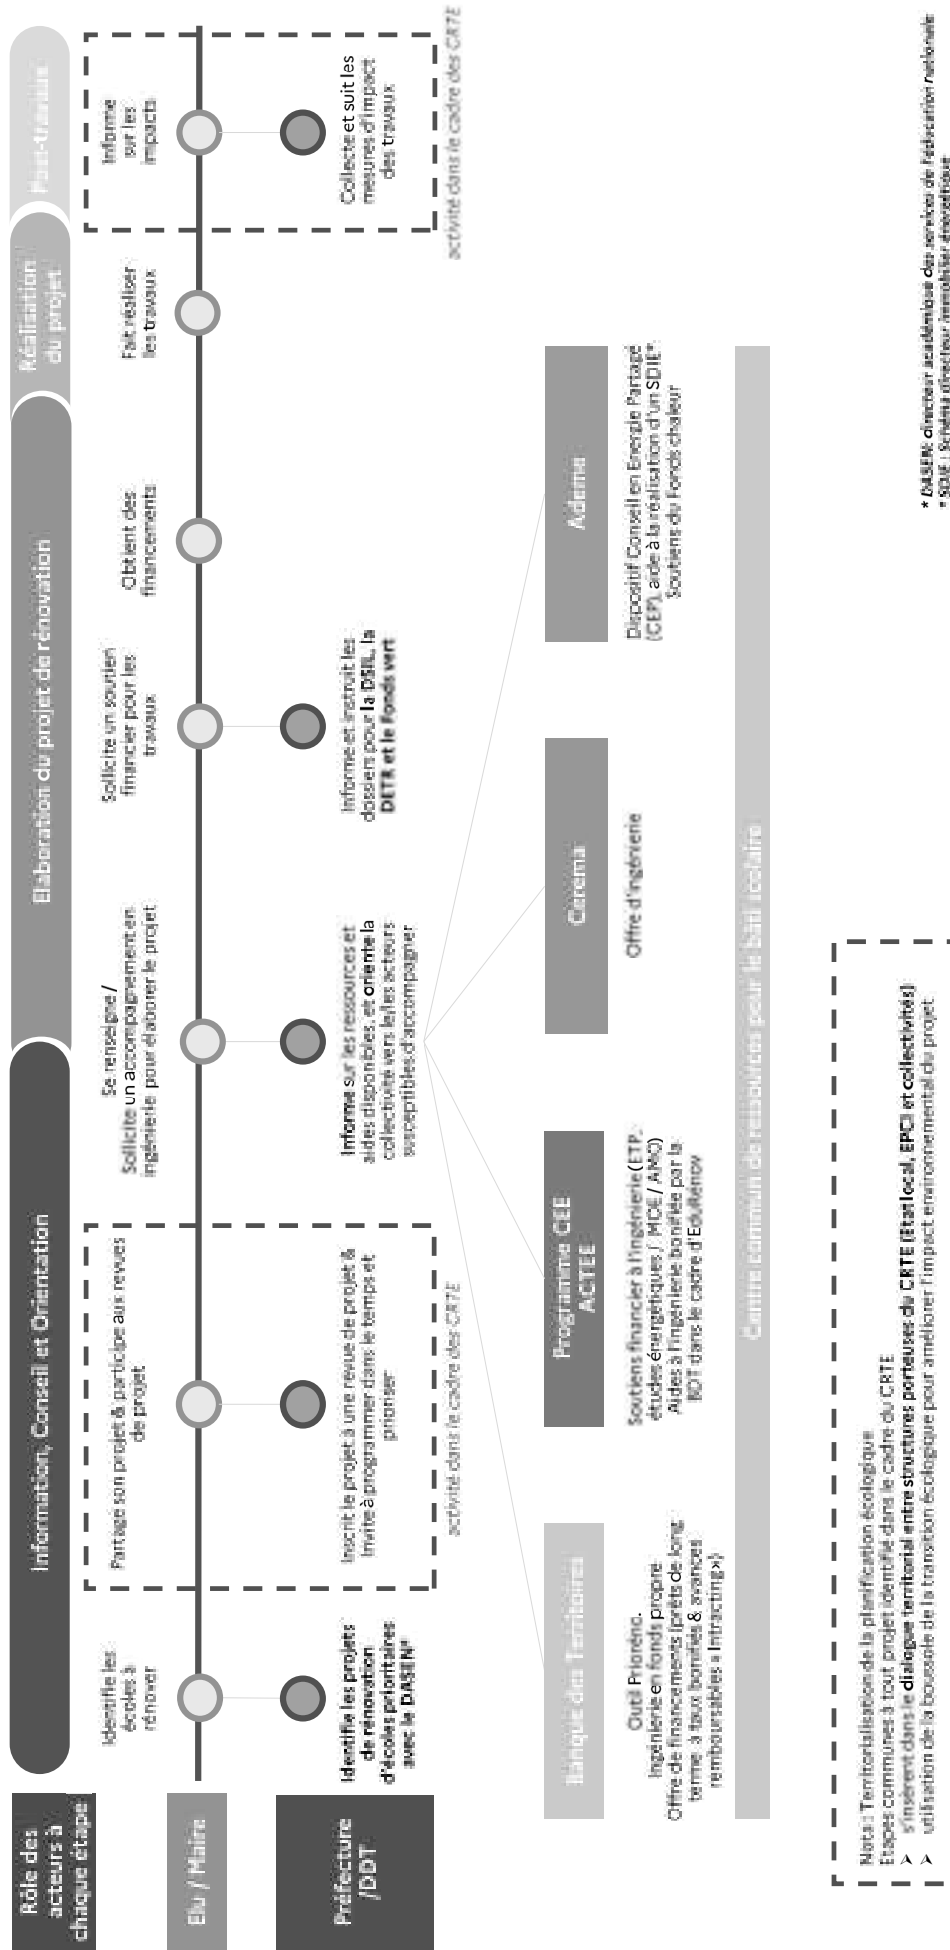 Rôle des
acteurs à
chaque étape
Information, Conseil et Orientation
Elaboration du projet de rénovation
Réalisation
du projet
Post-travaux
Elu / Maire
Identifie les
écoles à
rénover
Partage son projet & participe aux revues
de projet
Se renseigne /
Sollicite un accompagnement en
ingénierie pour élaborer le projet
Sollicite un soutien
financier pour les
travaux
Obtient des
financements
Fait réaliser
les travaux
Informe
sur les
impacts
Préfecture
/DDT
Identifie les projets
de rénovation
d'écoles prioritaires
avec le DASEN*
Inscrit le projet à une revue de projet &
Invite à programmer dans le temps et
prioriser
activité dans le cadre des CRTE
Informe sur les ressources et
aides disponibles, et oriente la
collectivité vers la/les acteurs
susceptibles d'accompagner
Informe et instruit les
dossiers pour la DSIL, la
DETR et le Fonds vert
Collecte et suit les
mesures d'impact
des travaux
activité dans le cadre des CRTE
Banque des Territoires
Outil Prioréno.
Ingénierie en fonds propre
Offre de financements (prêts de long
terme à taux bonifiés & avances
remboursables « Intracting »)
Programme CEE
ACTEE
Soutiens financier à l'ingénierie (ETP,
études énergétiques / MOE / AMO)
Aides à l'ingénierie bonifiée par la
BDT dans le cadre d'EduRénov
Cerema
Offre d'ingénierie
Ademe
Dispositif Conseil en Energie Partagé
(CEP), aide à la réalisation d'un SDIE*.
Soutiens du Fonds chaleur
Centre commun de ressources pour le bâti scolaire
Nota : Territorialisation de la planification écologique
Etapes communes à tout projet identifié dans le cadre du CRTE
➢ s'insèrent dans le dialogue territorial entre structures porteuses du CRTE (Etat local, EPCI et collectivités)
➢ utilisation de la boussole de la transition écologique pour améliorer l'impact environnemental du projet
* DASEN: directeur académique des services de l'éducation nationale
* SDIE : Schéma directeur immobilier énergétique